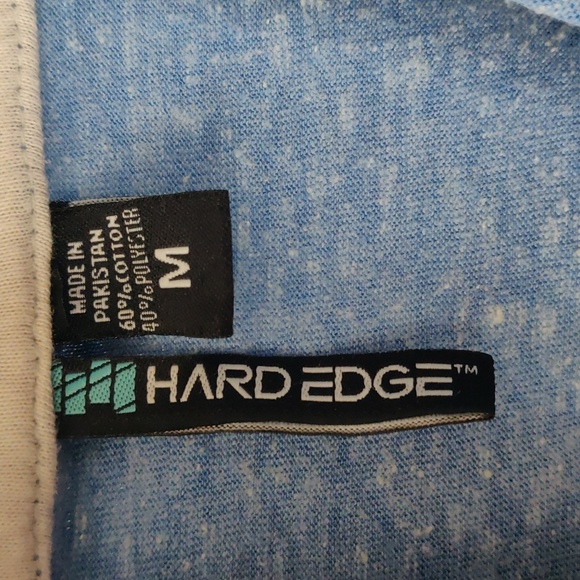 MADE IN
PAKISTAN
60%COTTON
40%POLYESTER
M
HARD EDGE™